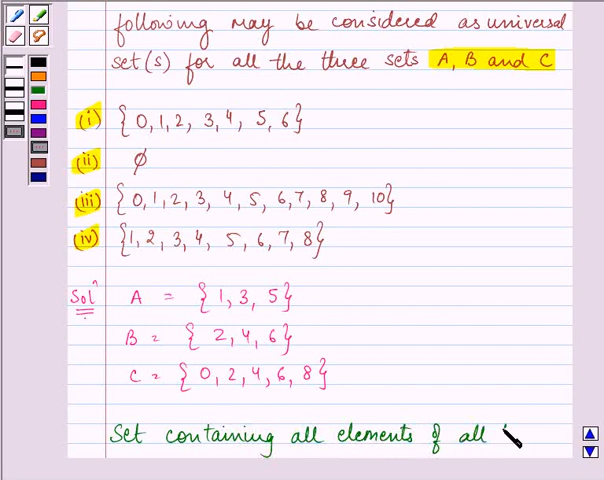 following may be considered as universal
set(s) for all the three sets A, B and C
(i) { 0, 1, 2, 3, 4, 5, 6}
(ii) ϕ
(iii) { 0, 1, 2, 3, 4, 5, 6, 7, 8, 9, 10}
(iv) {1, 2, 3, 4, 5, 6, 7, 8}
Solⁿ A = { 1, 3, 5}
B = { 2, 4, 6}
C = { 0, 2, 4, 6, 8}
Set containing all elements of all